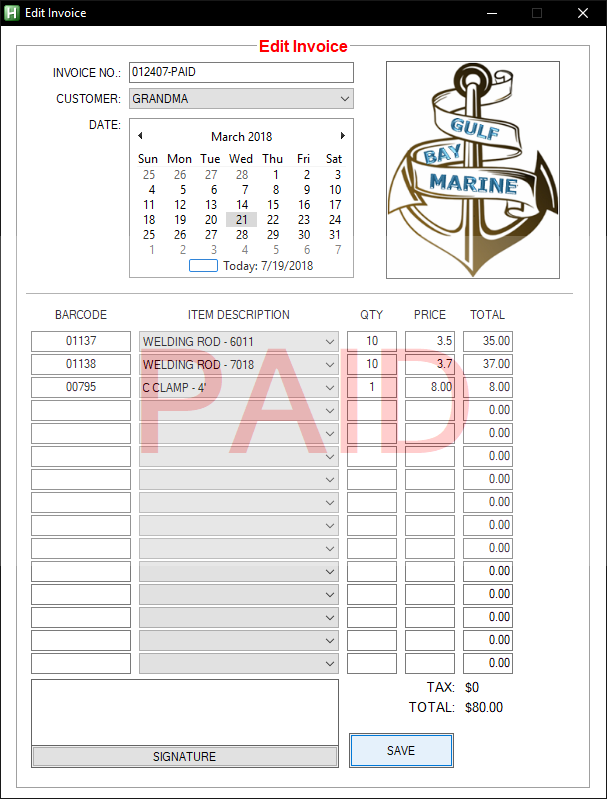 Edit Invoice
Edit Invoice
INVOICE NO.: 012407-PAID
CUSTOMER: GRANDMA
DATE:
March 2018
Sun Mon Tue Wed Thu Fri Sat
25 26 27 28 1 2 3
4 5 6 7 8 9 10
11 12 13 14 15 16 17
18 19 20 21 22 23 24
25 26 27 28 29 30 31
1 2 3 4 5 6 7
Today: 7/19/2018
GULF
BAY
MARINE
BARCODE ITEM DESCRIPTION QTY PRICE TOTAL
01137 WELDING ROD - 6011 10 3.5 35.00
01138 WELDING ROD - 7018 10 3.7 37.00
00795 C CLAMP - 4' 1 8.00 8.00
0.00
0.00
0.00
0.00
0.00
0.00
0.00
0.00
0.00
0.00
0.00
0.00
PAID
TAX: $0
TOTAL: $80.00
SIGNATURE
SAVE